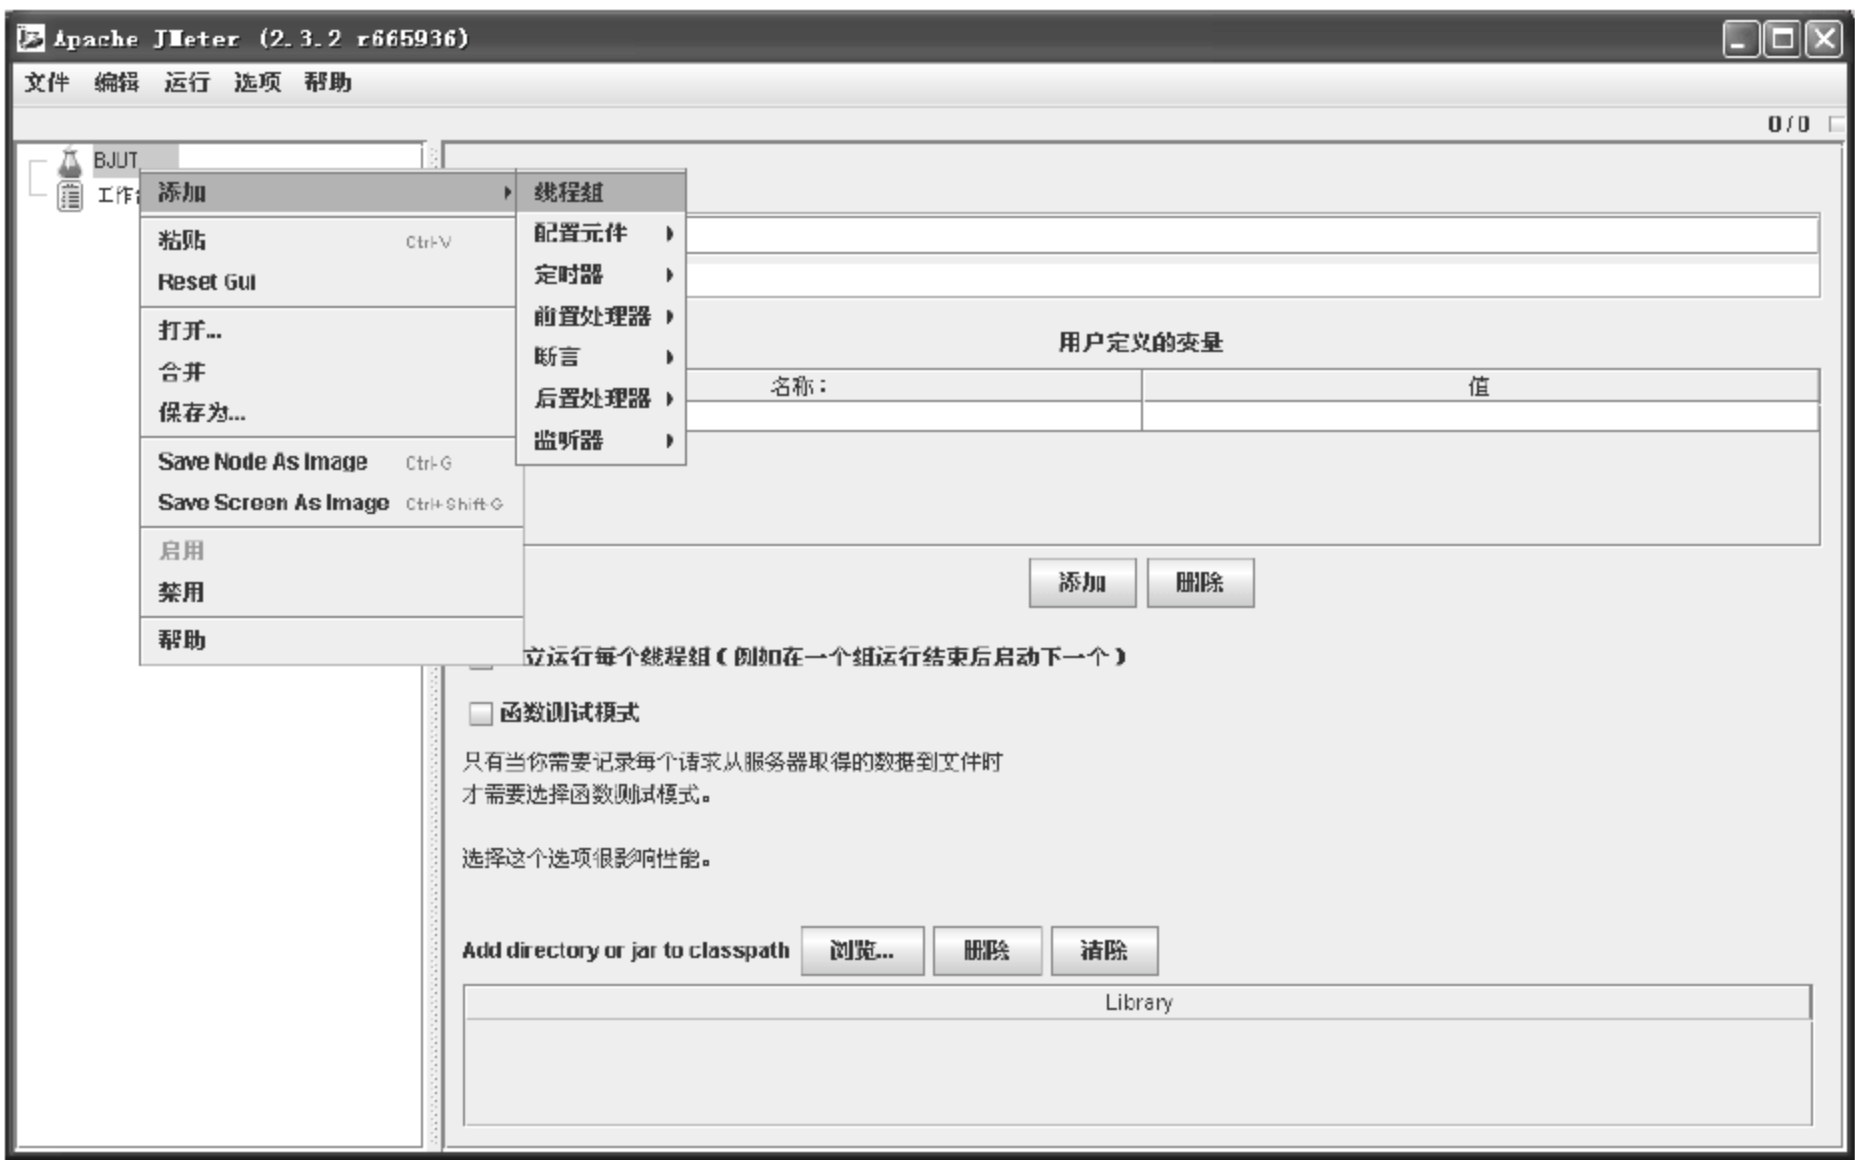 Apache JMeter (2.3.2 r665936)
文件 编辑 运行 选项 帮助
0/0
BJUT
工作
添加
粘贴 Ctrl-V
Reset Gui
打开...
合并
保存为...
Save Node As Image Ctrl-G
Save Screen As Image Ctrl+Shift-G
启用
禁用
帮助
线程组
配置元件
定时器
前置处理器
断言
后置处理器
监听器
用户定义的变量
名称： 值
添加 删除
立运行每个线程组（例如在一个组运行结束后启动下一个）
函数测试模式
只有当你需要记录每个请求从服务器取得的数据到文件时
才需要选择函数测试模式。
选择这个选项很影响性能。
Add directory or jar to classpath 浏览... 删除 清除
Library